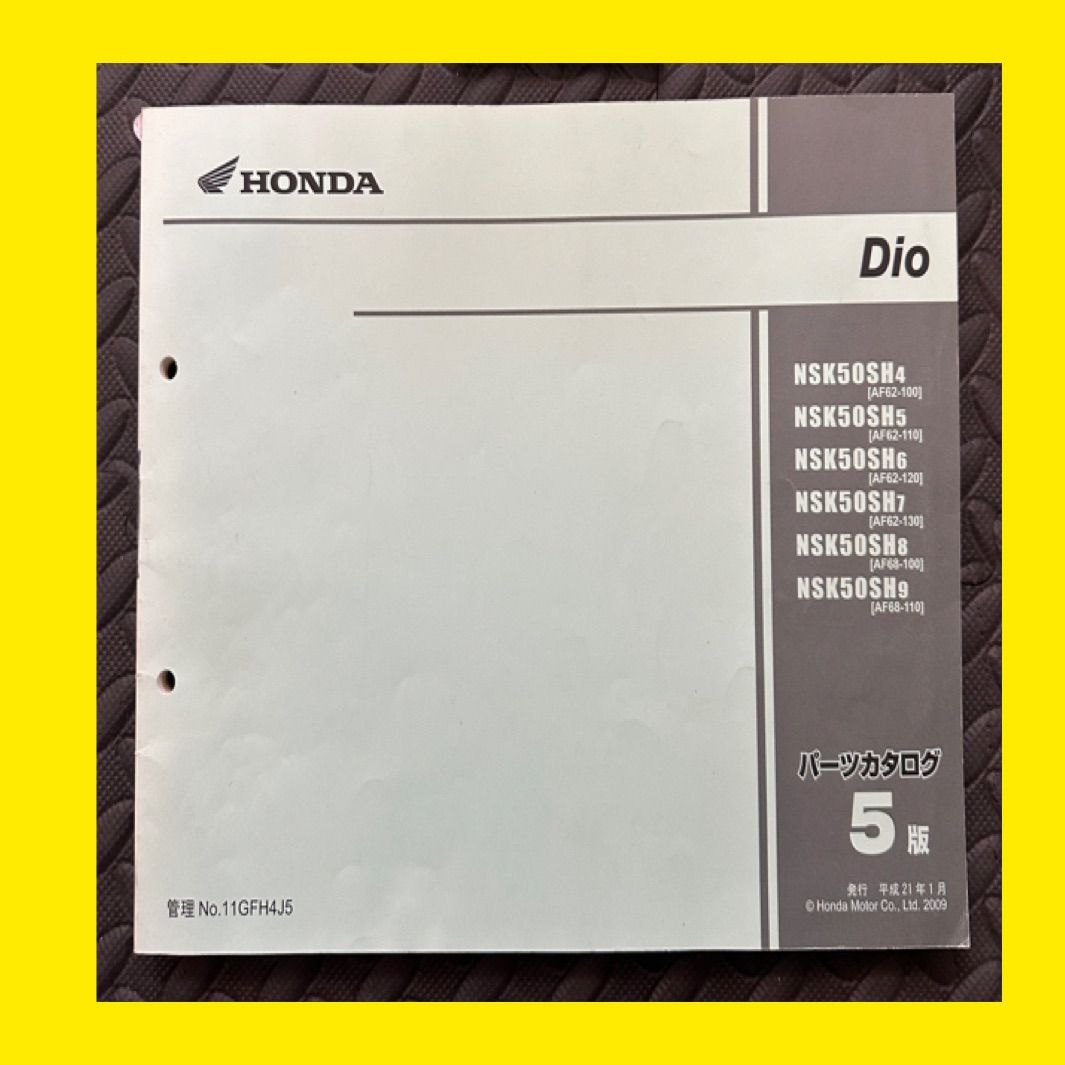 HONDA
Dio
NSK50SH4
[AF62-100]
NSK50SH5
[AF62-110]
NSK50SH6
[AF62-120]
NSK50SH7
[AF62-130]
NSK50SH8
[AF68-100]
NSK50SH9
[AF68-110]
パーツカタログ
5版
発行 平成21年1月
© Honda Motor Co., Ltd. 2009
管理 No.11GFH4J5